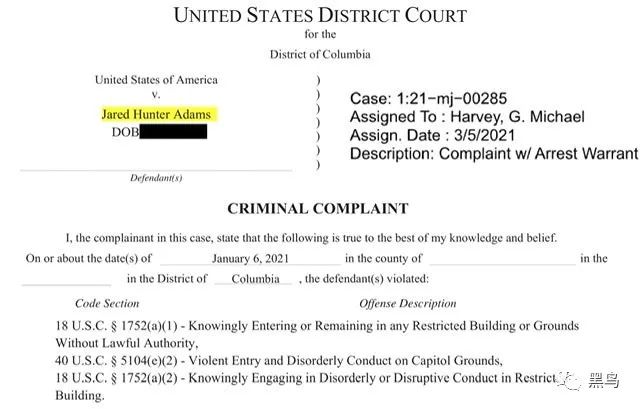 UNITED STATES DISTRICT COURT
for the
District of Columbia
United States of America
v.
Jared Hunter Adams
DOB
Defendant(s)
)
)
)
)
)
)
)
Case: 1:21-mj-00285
Assigned To : Harvey, G. Michael
Assign. Date : 3/5/2021
Description: Complaint w/ Arrest Warrant
CRIMINAL COMPLAINT
I, the complainant in this case, state that the following is true to the best of my knowledge and belief.
On or about the date(s) of January 6, 2021 in the county of in the
in the District of Columbia , the defendant(s) violated:
Code Section Offense Description
18 U.S.C. § 1752(a)(1) - Knowingly Entering or Remaining in any Restricted Building or Grounds
Without Lawful Authority,
40 U.S.C. § 5104(e)(2) - Violent Entry and Disorderly Conduct on Capitol Grounds,
18 U.S.C. § 1752(a)(2) - Knowingly Engaging in Disorderly or Disruptive Conduct in
Building.
黑鸟